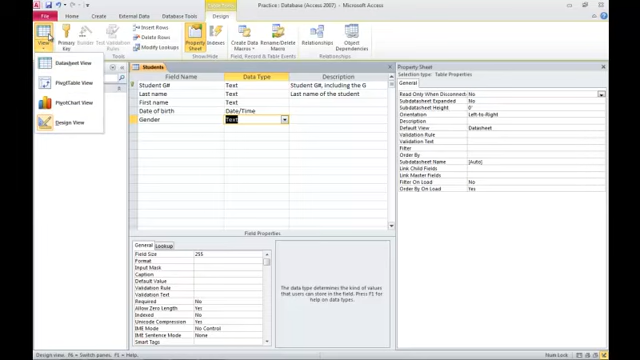 Table Tools
Practice : Database (Access 2007) - Microsoft Access
File Home Create External Data Database Tools Design
View
Primary Key
Builder
Test Validation Rules
Insert Rows
Delete Rows
Modify Lookups
Tools
Property Sheet
Indexes
Create Data Macros
Rename/Delete Macro
Field, Record & Table Events
Relationships
Object Dependencies
Relationships
Datasheet View
PivotTable View
PivotChart View
Design View
Students
Field Name Data Type Description
Student G# Text Student G#, including the G
Last name Text Last name of the student
First name Text
Date of birth Date/Time
Gender Text
Field Properties
General Lookup
Field Size 255
Format
Input Mask
Caption
Default Value
Validation Rule
Validation Text
Required No
Allow Zero Length Yes
Indexed No
Unicode Compression Yes
IME Mode No Control
IME Sentence Mode None
Smart Tags
The data type determines the kind of values
that users can store in the field. Press F1 for
help on data types.
Property Sheet
Selection type: Table Properties
General
Read Only When Disconnect No
Subdatasheet Expanded No
Subdatasheet Height 0"
Orientation Left-to-Right
Description
Default View Datasheet
Validation Rule
Validation Text
Filter
Order By
Subdatasheet Name [Auto]
Link Child Fields
Link Master Fields
Filter On Load No
Order By On Load Yes
Design view. F6 = Switch panes. F1 = Help.
Num Lock